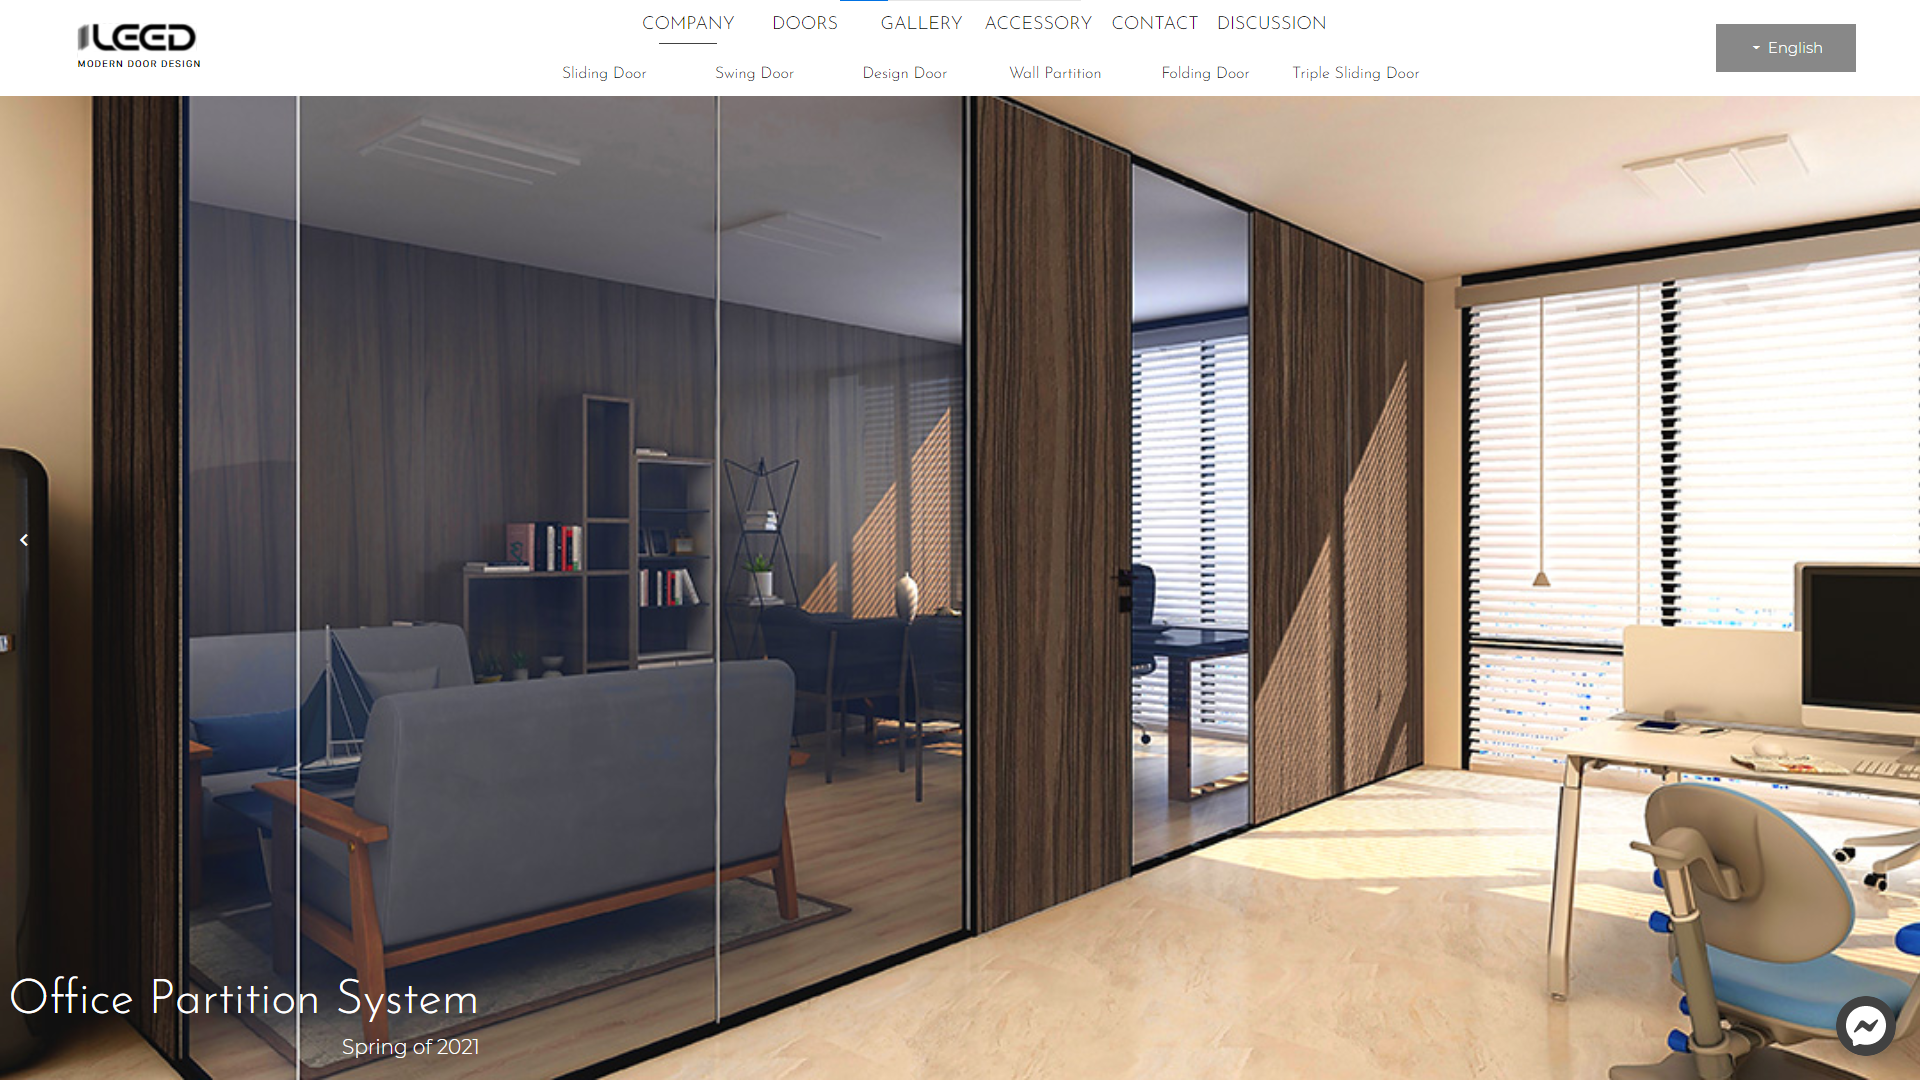 ILEED
MODERN DOOR DESIGN
COMPANY DOORS GALLERY ACCESSORY CONTACT DISCUSSION
English
Sliding Door Swing Door Design Door Wall Partition Folding Door Triple Sliding Door
Office Partition System
Spring of 2021